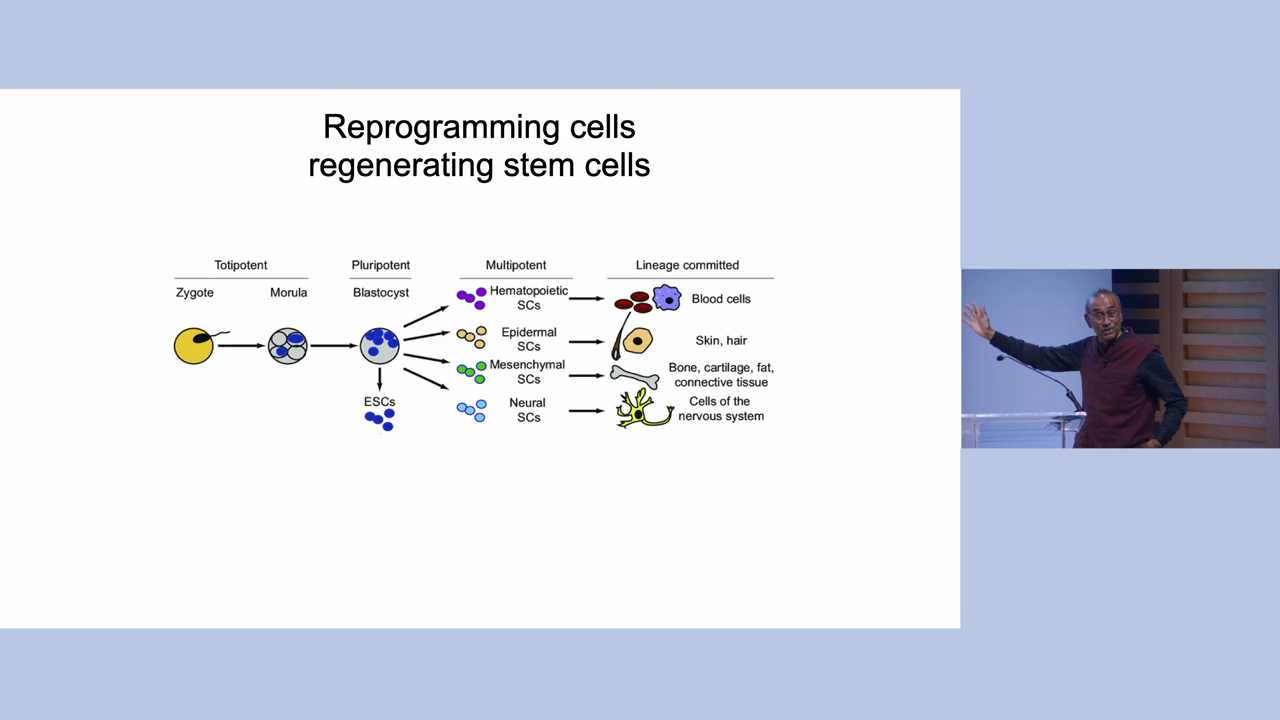 Reprogramming cells
regenerating stem cells
Totipotent
Pluripotent
Multipotent
Lineage committed
Zygote
Morula
Blastocyst
Hematopoietic
SCs
Blood cells
Epidermal
SCs
Skin, hair
Mesenchymal
SCs
Bone, cartilage, fat,
connective tissue
ESCs
Neural
SCs
Cells of the
nervous system